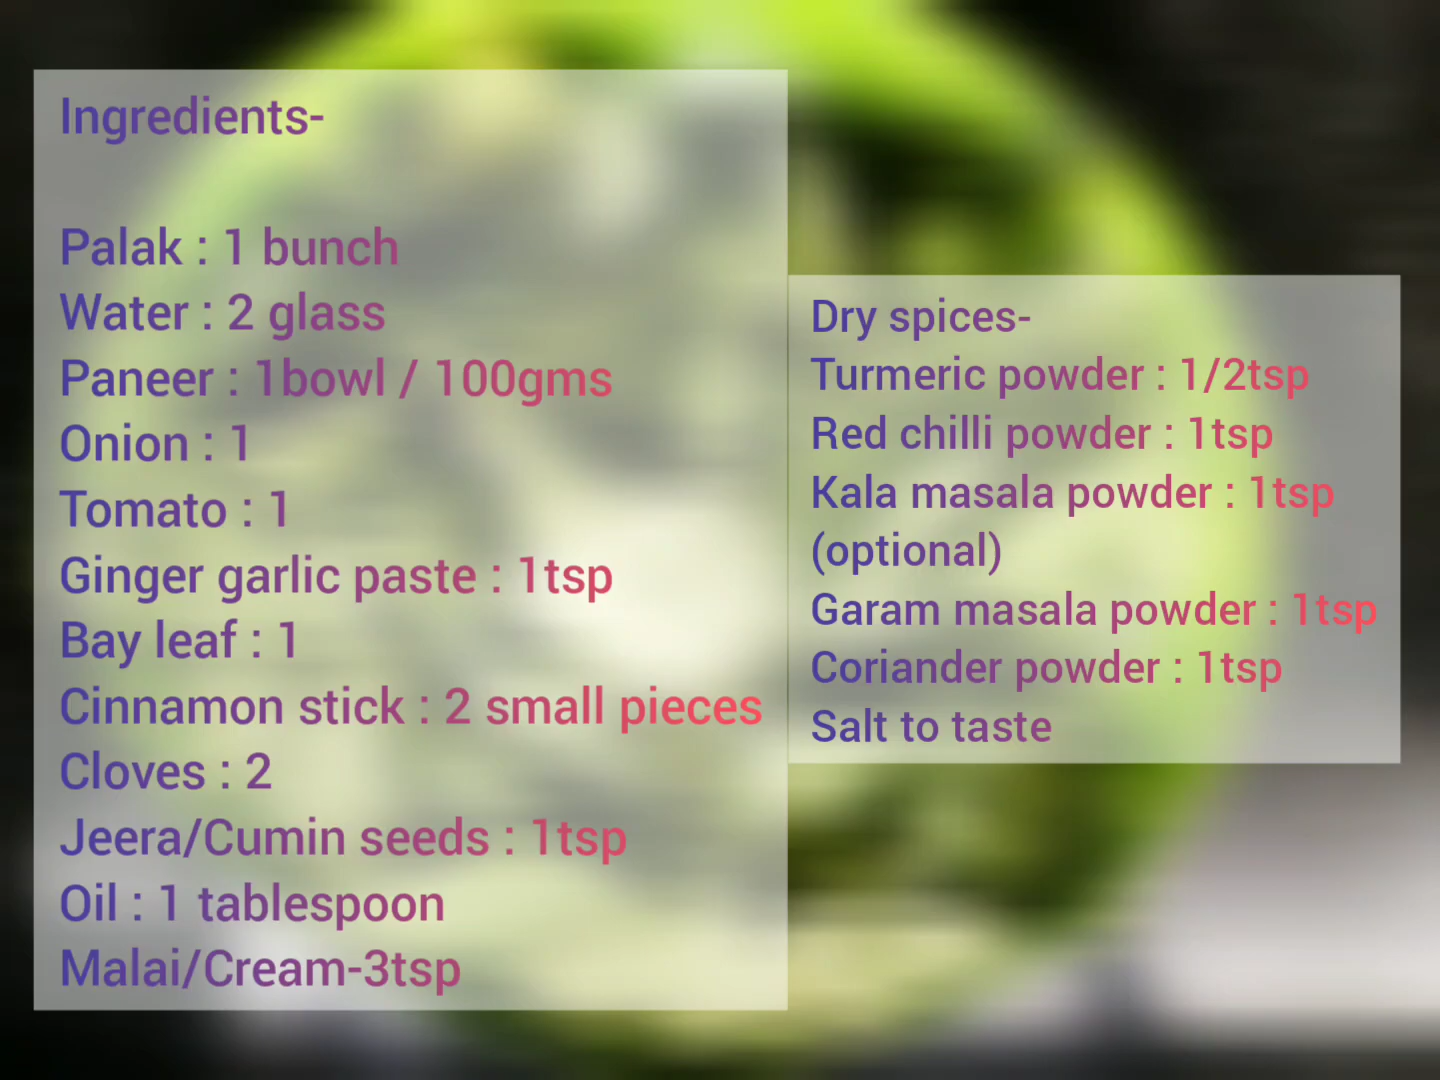 Ingredients-
Palak : 1 bunch
Water : 2 glass
Paneer : 1bowl / 100gms
Onion : 1
Tomato : 1
Ginger garlic paste : 1tsp
Bay leaf : 1
Cinnamon stick : 2 small pieces
Cloves : 2
Jeera/Cumin seeds : 1tsp
Oil : 1 tablespoon
Malai/Cream-3tsp
Dry spices-
Turmeric powder : 1/2tsp
Red chilli powder : 1tsp
Kala masala powder : 1tsp
(optional)
Garam masala powder : 1tsp
Coriander powder : 1tsp
Salt to taste